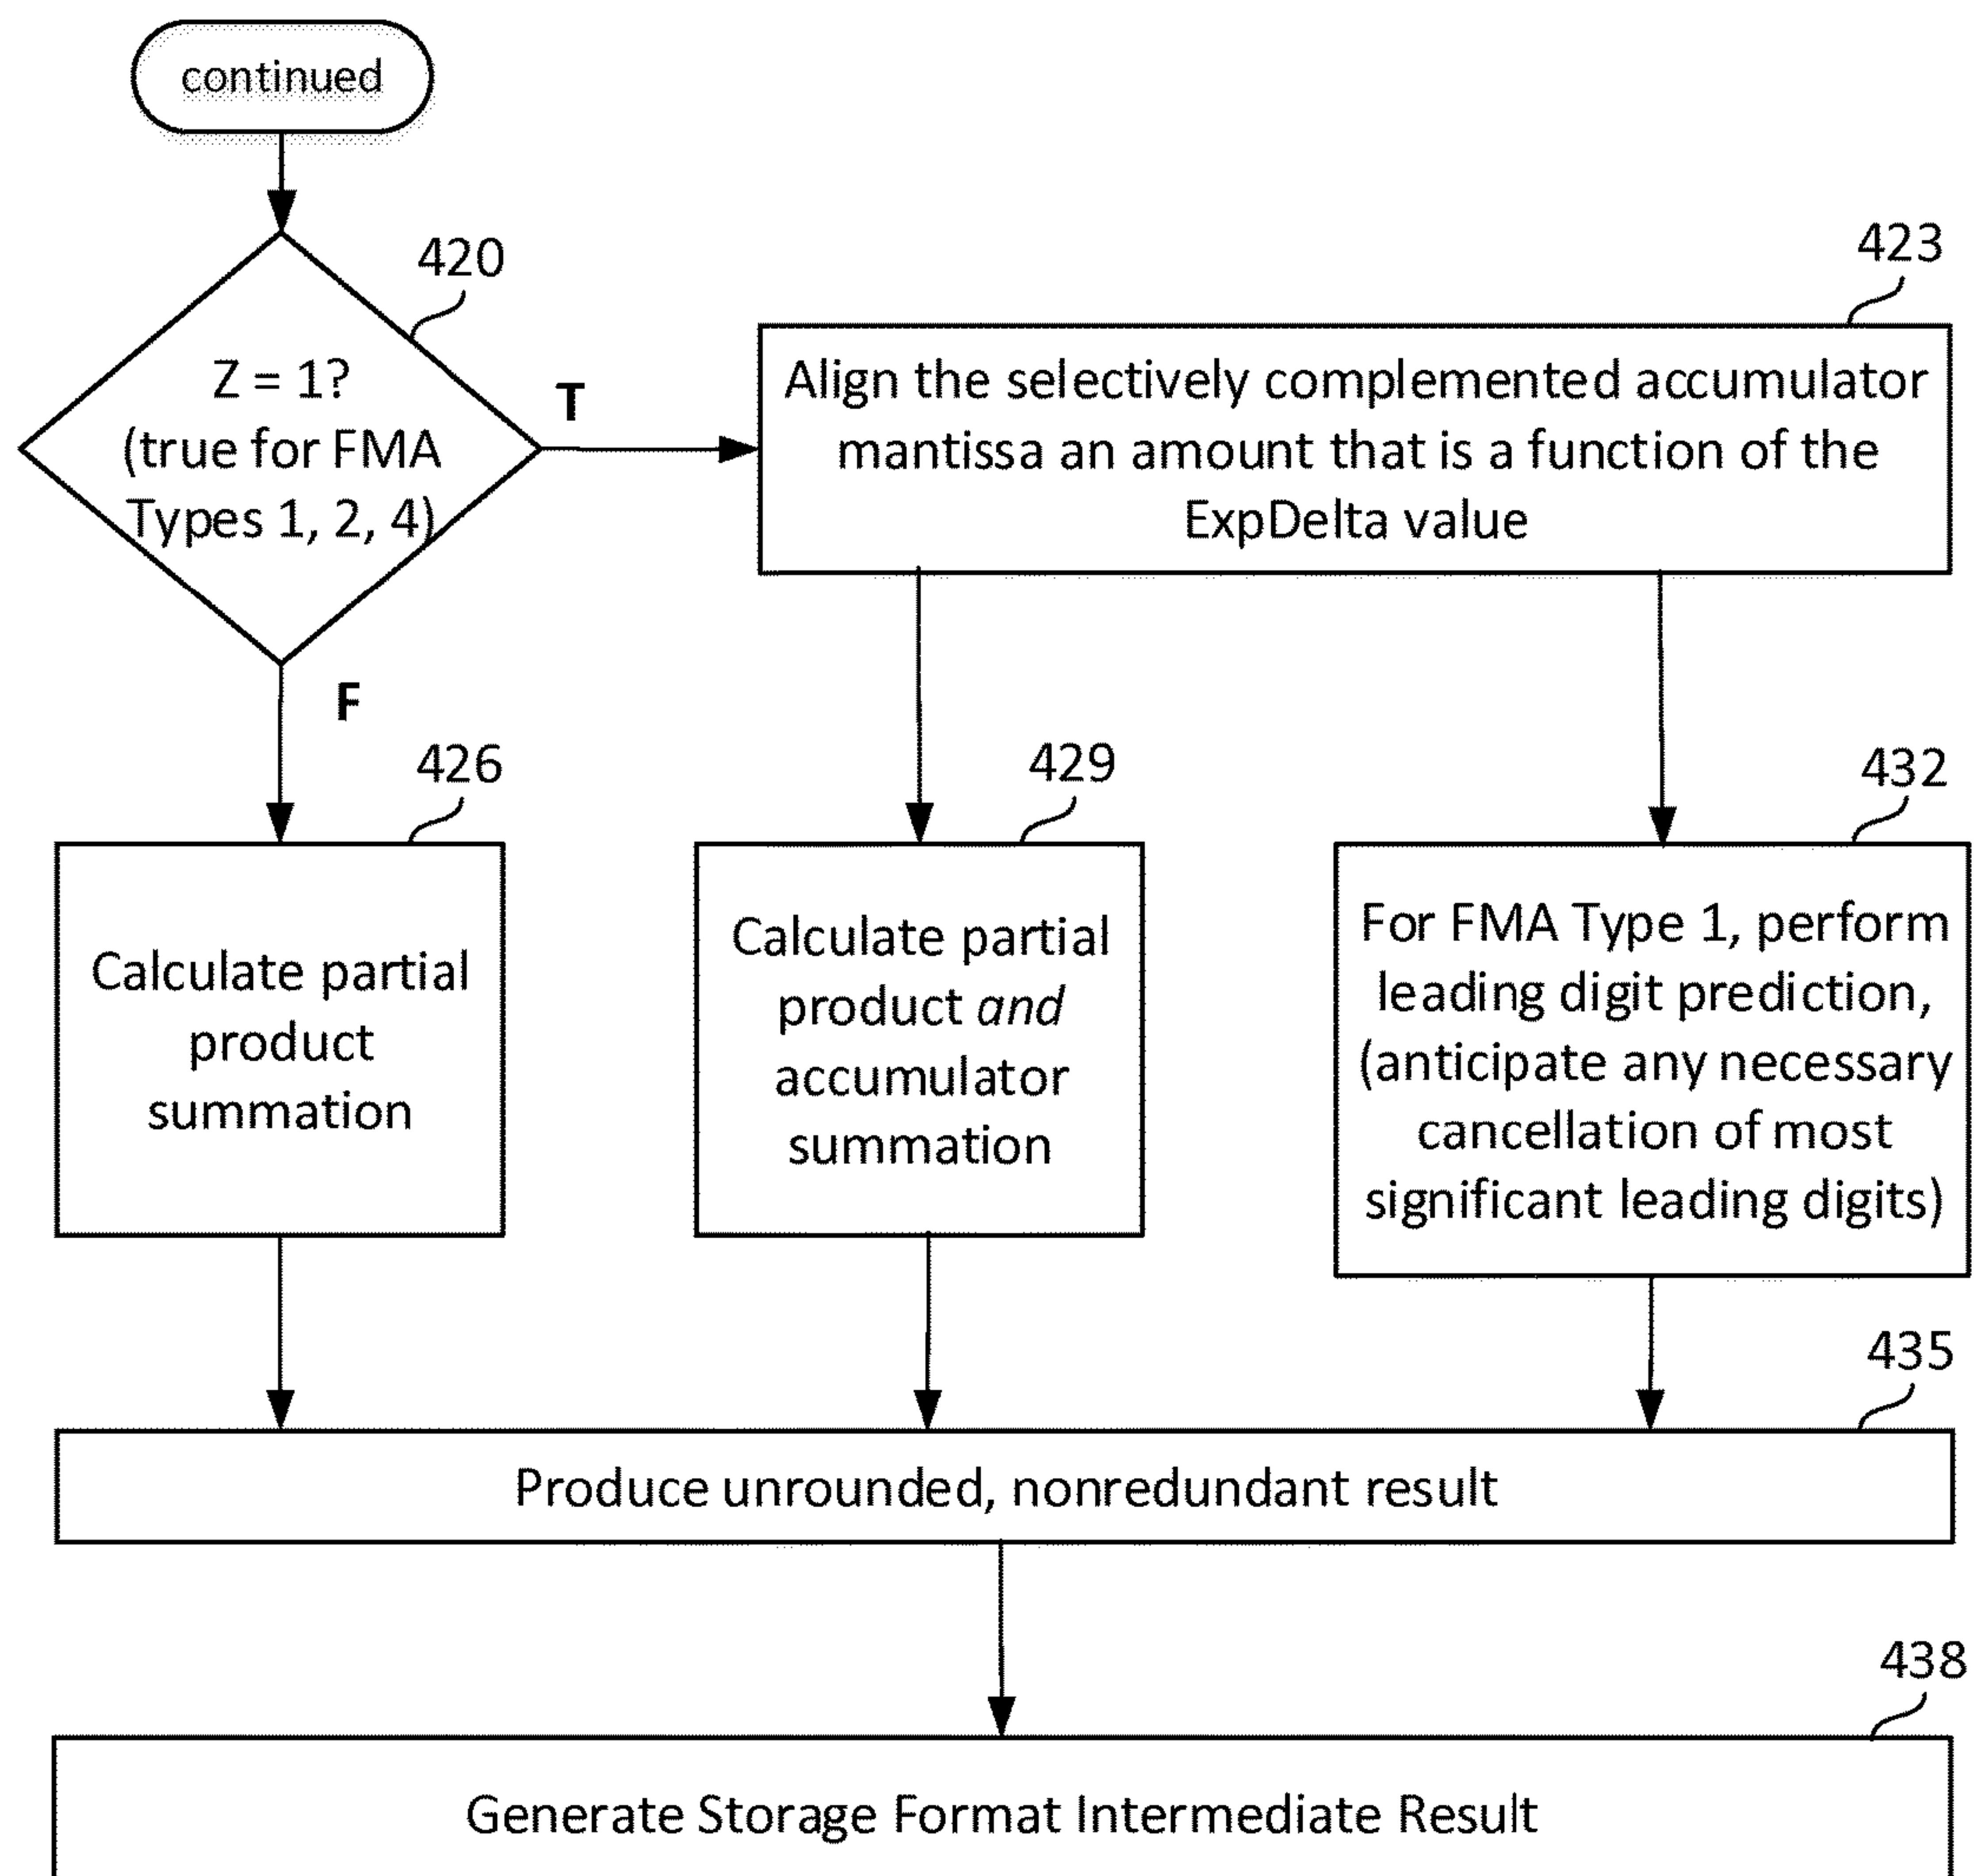 continued
420
Z = 1?
(true for FMA
Types 1, 2, 4)
T
F
423
Align the selectively complemented accumulator
mantissa an amount that is a function of the
ExpDelta value
426
Calculate partial
product
summation
429
Calculate partial
product and
accumulator
summation
432
For FMA Type 1, perform
leading digit prediction,
(anticipate any necessary
cancellation of most
significant leading digits)
435
Produce unrounded, nonredundant result
438
Generate Storage Format Intermediate Result